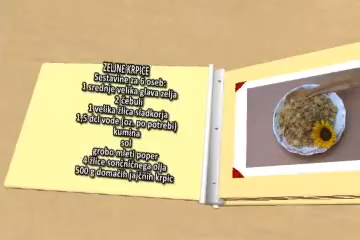 ZELJNE KRPICE
Sestavine za 6 oseb:
1 srednje velika glava zelja
2 čebuli
1 velika žlica sladkorja
1,5 dcl vode (oz. po potrebi)
kumina
sol
grobo mleti poper
4 žlice sončničnega olja
500 g domačih jajčnih krpic